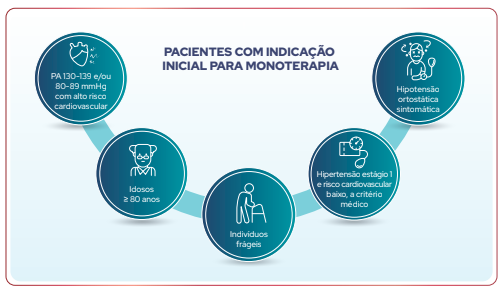 PACIENTES COM INDICAÇÃO
INICIAL PARA MONOTERAPIA
PA 130-139 e/ou
80-89 mmHg
com alto risco
cardiovascular
Idosos
≥ 80 anos
Indivíduos
frágeis
Hipertensão estágio 1
e risco cardiovascular
baixo, a critério
médico
Hipotensão
ortostática
sintomática